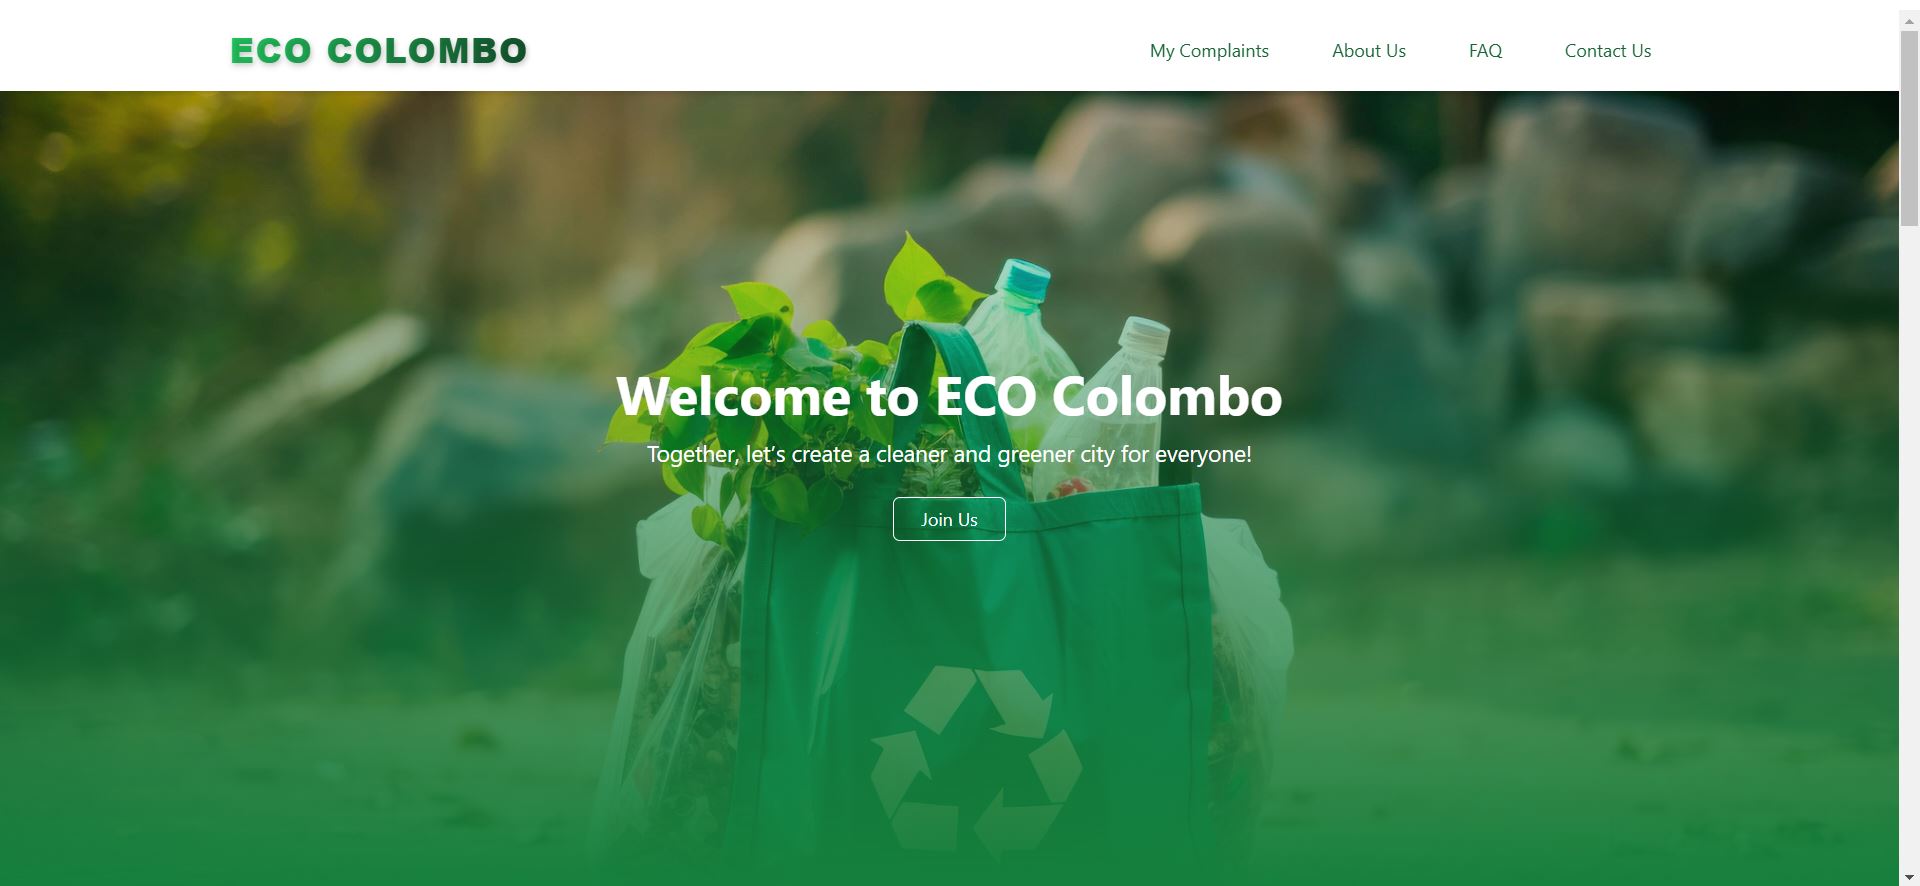 ECO COLOMBO
My Complaints
About Us
FAQ
Contact Us
Welcome to ECO Colombo
Together, let’s create a cleaner and greener city for everyone!
Join Us